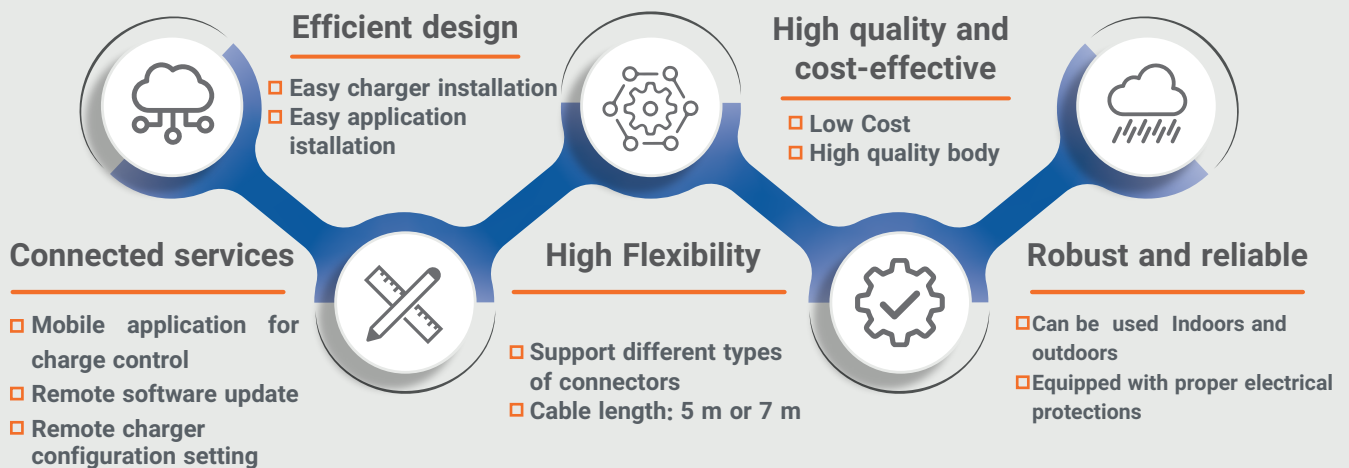 Efficient design
Easy charger installation
Easy application
istallation
High quality and
cost-effective
Low Cost
High quality body
Connected services
Mobile application for
charge control
Remote software update
Remote charger
configuration setting
High Flexibility
Support different types
of connectors
Cable length: 5 m or 7 m
Robust and reliable
Can be used Indoors and
outdoors
Equipped with proper electrical
protections